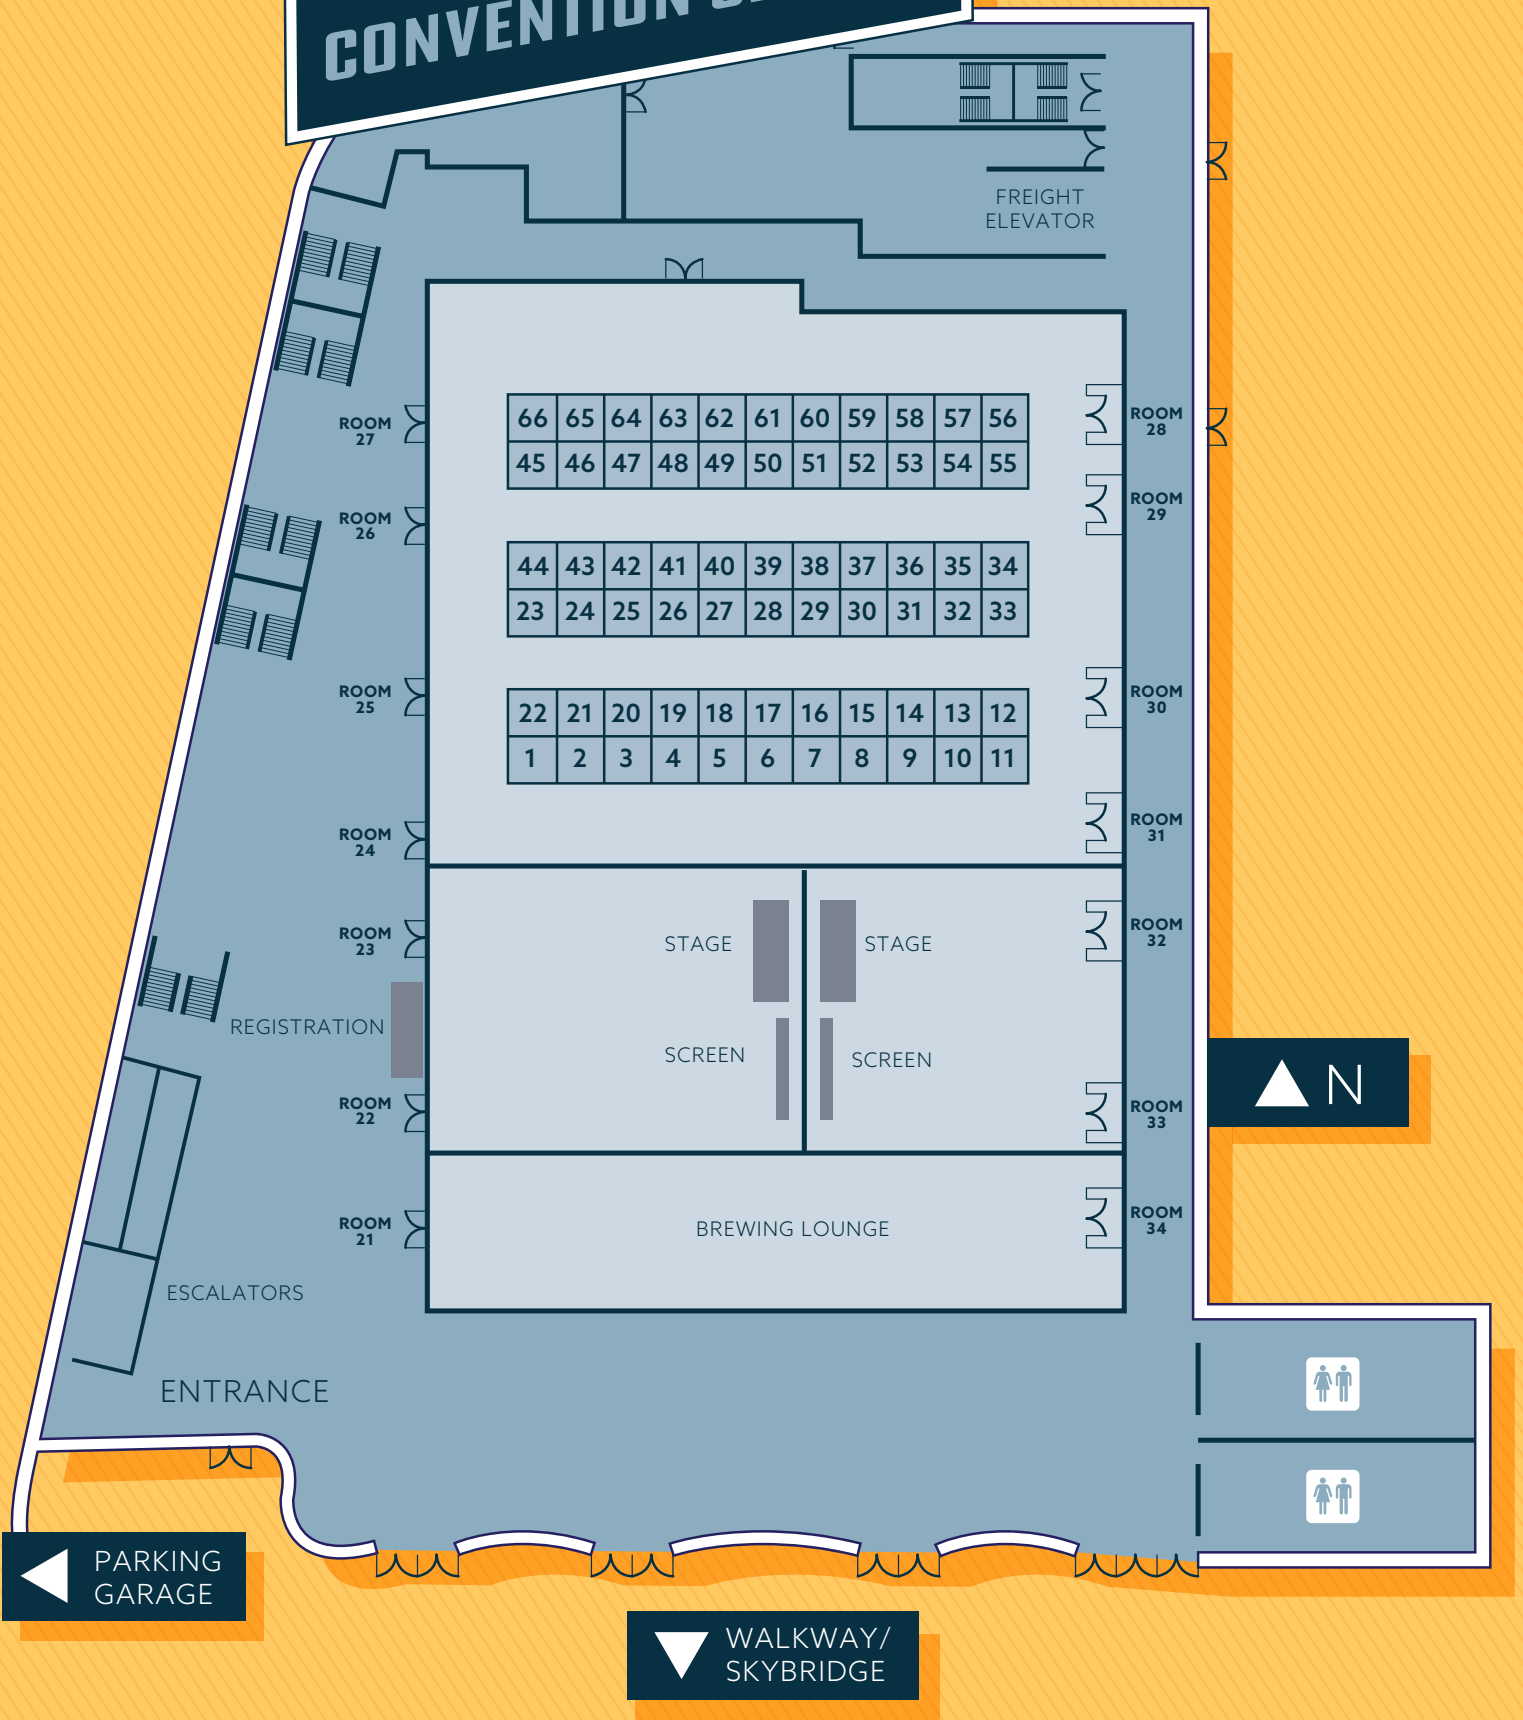 CONVENTION
FREIGHT
ELEVATOR
ROOM
27
66 65 64 63 62 61 60 59 58 57 56
45 46 47 48 49 50 51 52 53 54 55
ROOM
28
ROOM
29
ROOM
26
44 43 42 41 40 39 38 37 36 35 34
23 24 25 26 27 28 29 30 31 32 33
ROOM
25
22 21 20 19 18 17 16 15 14 13 12
1 2 3 4 5 6 7 8 9 10 11
ROOM
30
ROOM
24
ROOM
31
ROOM
23
STAGE
STAGE
ROOM
32
REGISTRATION
SCREEN
SCREEN
N
ROOM
22
ROOM
33
ROOM
21
BREWING LOUNGE
ROOM
34
ESCALATORS
ENTRANCE
PARKING
GARAGE
WALKWAY/
SKYBRIDGE